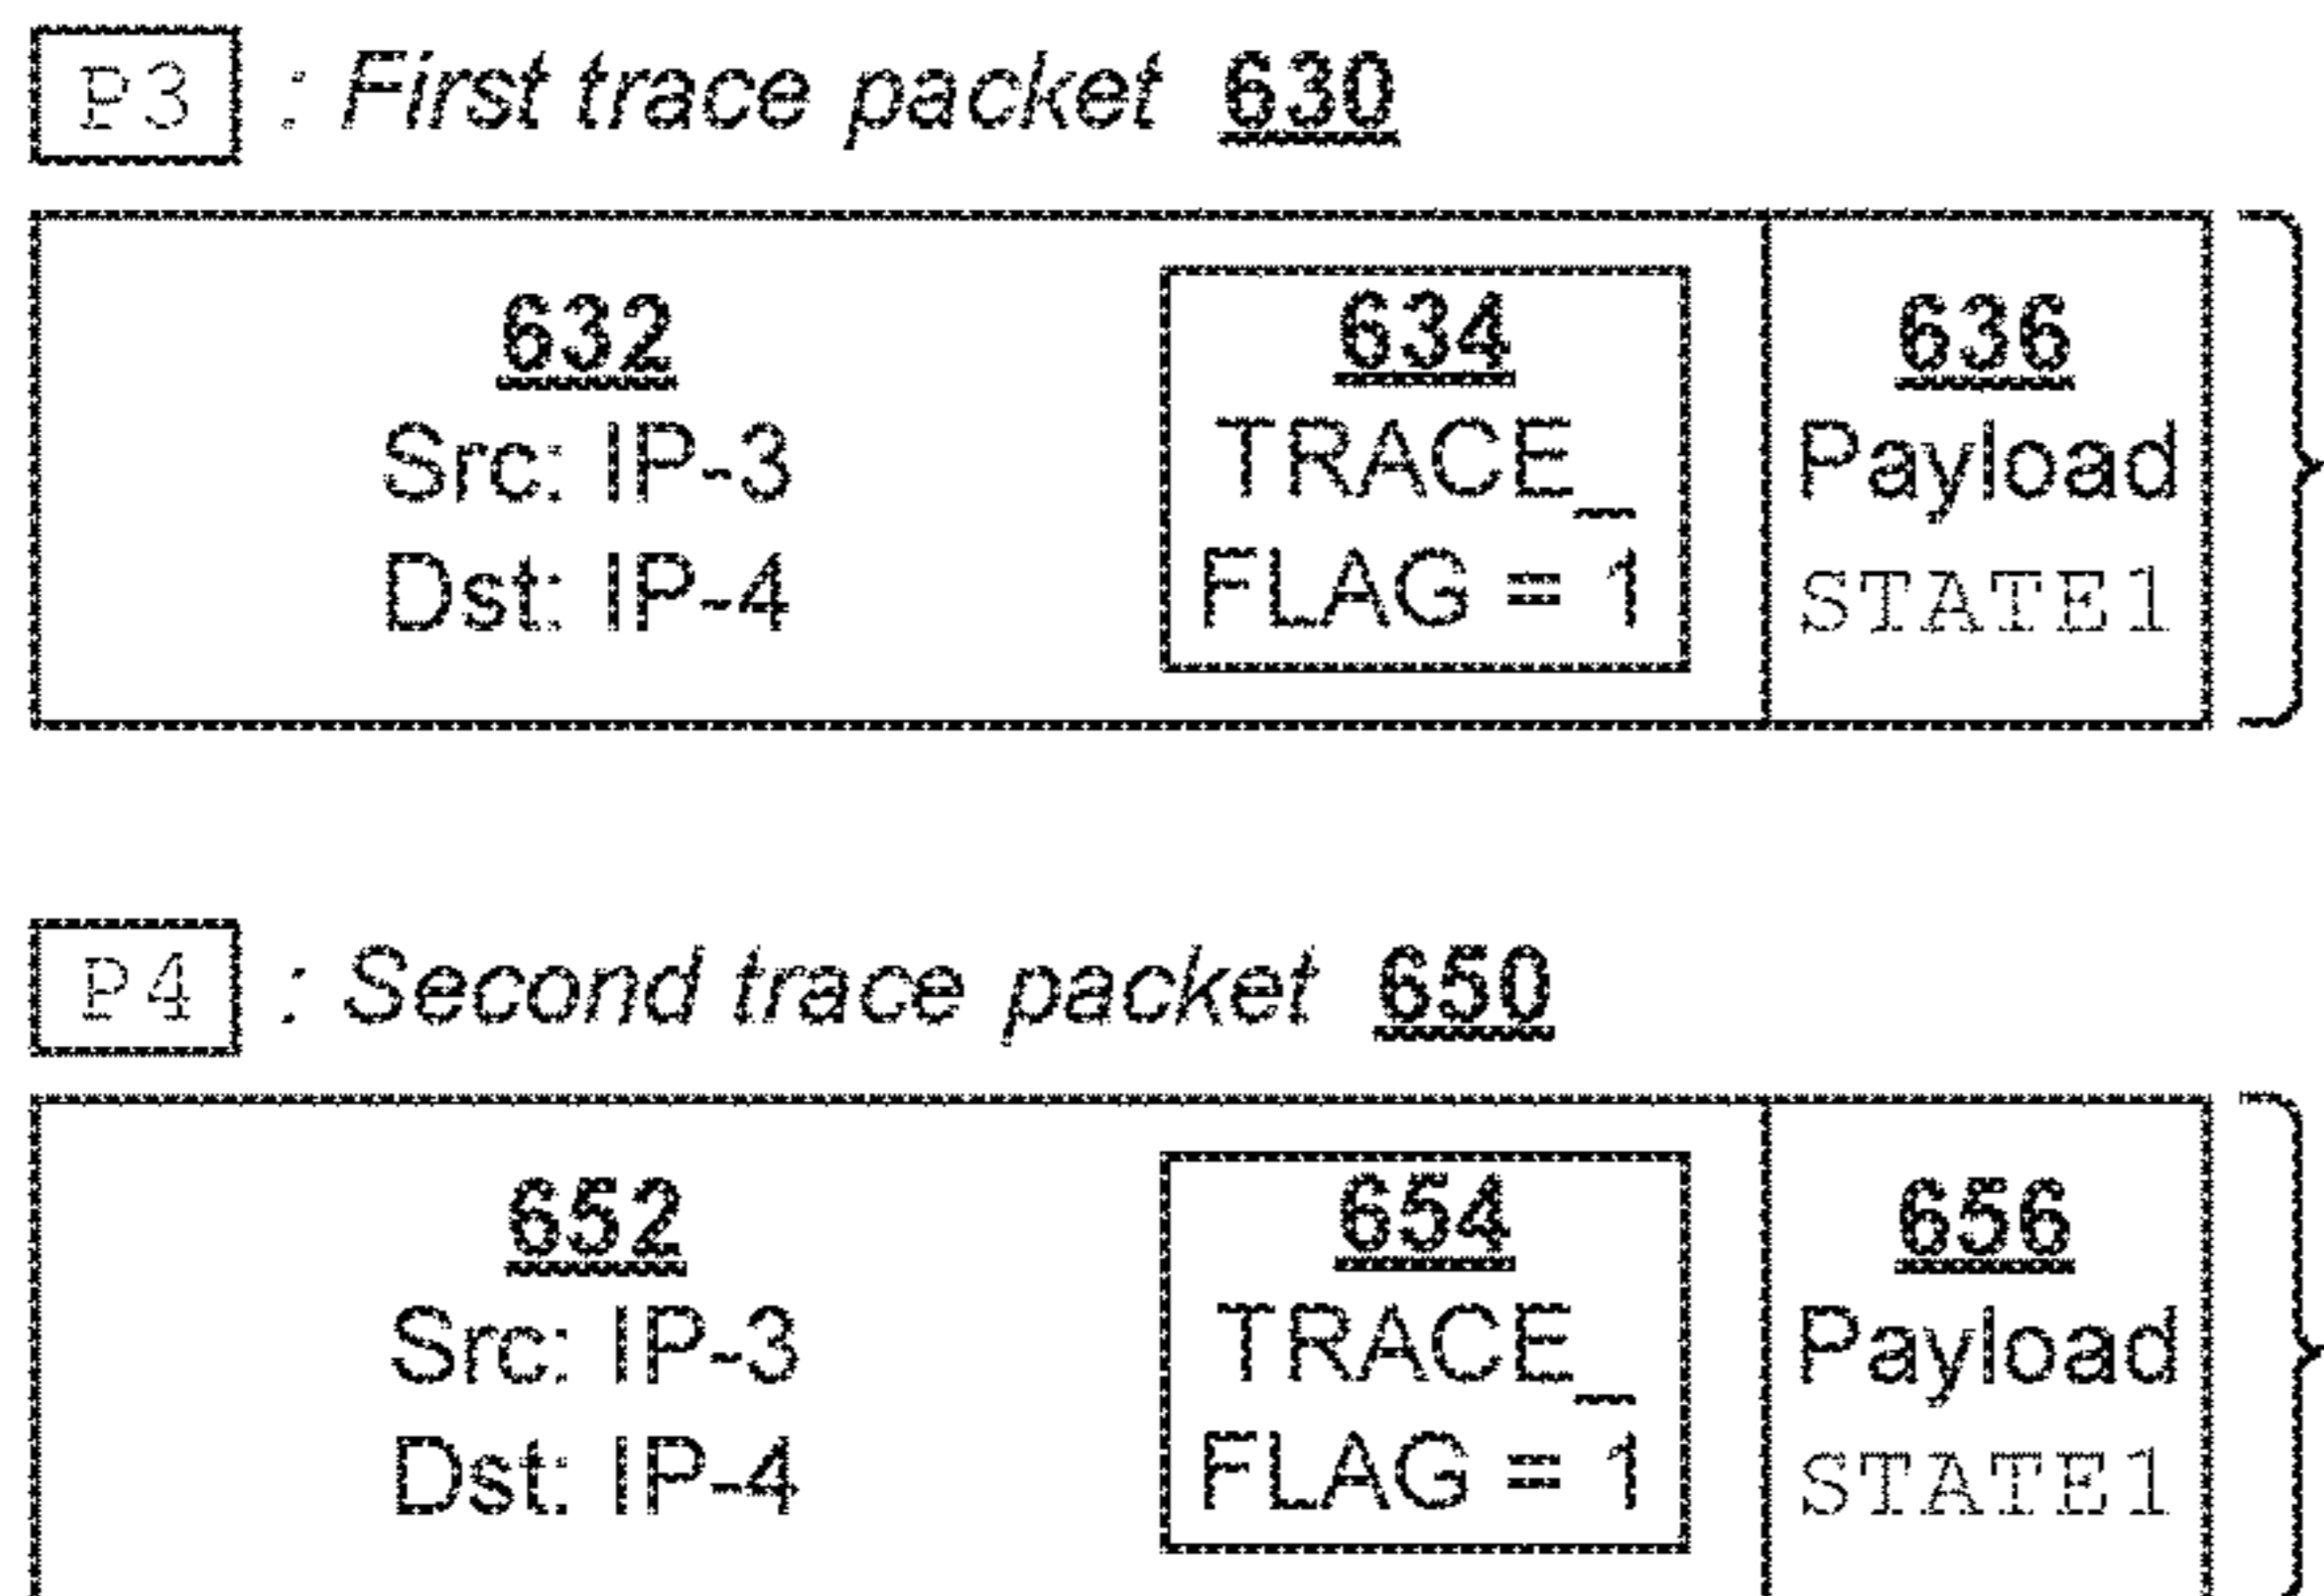 P3 : First trace packet 630
632 634 636
Src: IP-3 TRACE_ Payload
Dst: IP-4 FLAG = 1 STATE1
P4 : Second trace packet 650
652 654 656
Src: IP-3 TRACE_ Payload
Dst: IP-4 FLAG = 1 STATE1